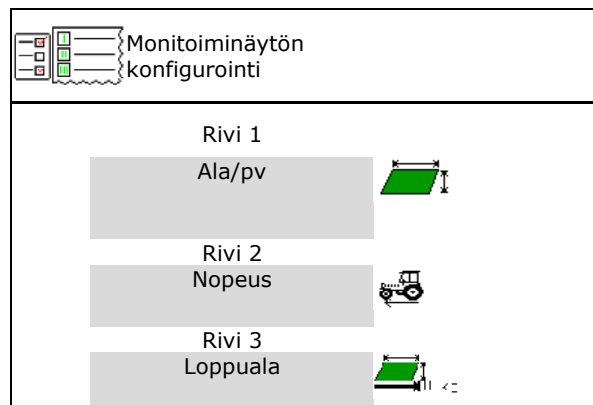 Monitoiminäytön
konfigurointi
Rivi 1
Ala/pv
Rivi 2
Nopeus
Rivi 3
Loppuala